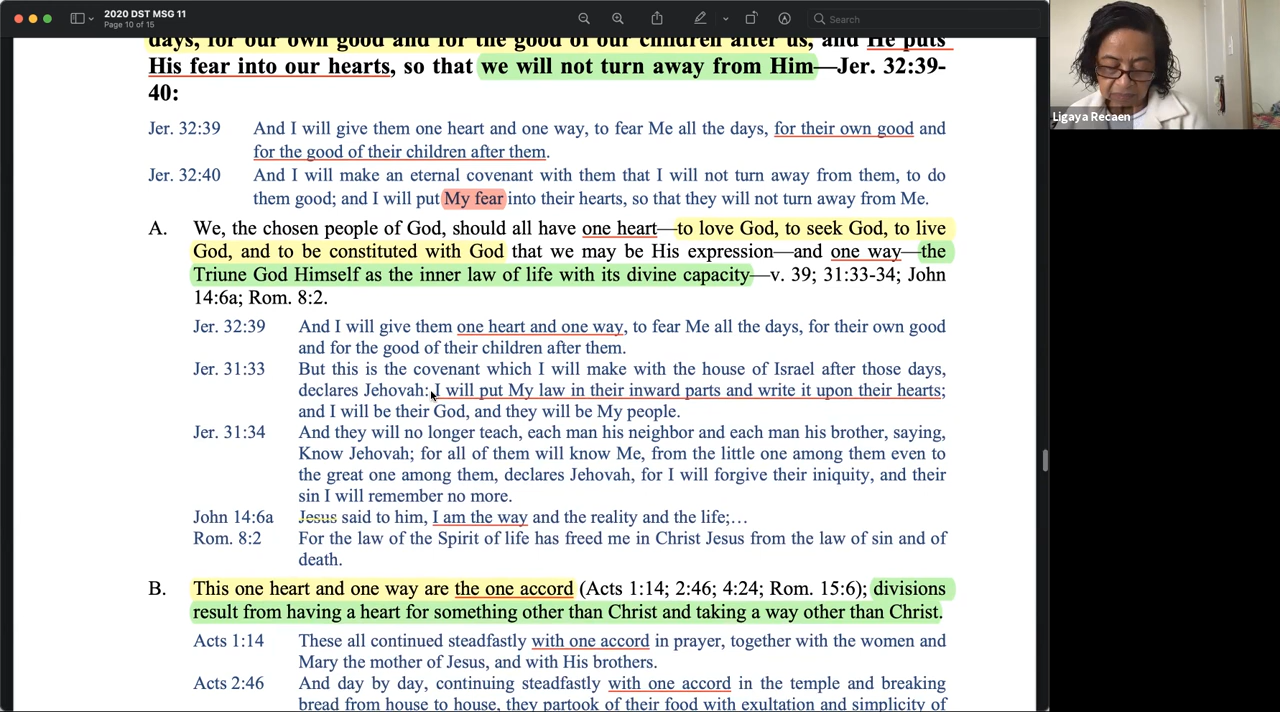 2020 DST MSG 11
Page 10 of 15
Search
Ligaya Recaen
days, for our own good and for the good of our children after us, and He puts
His fear into our hearts, so that we will not turn away from Him—Jer. 32:39-
40:
Jer. 32:39 And I will give them one heart and one way, to fear Me all the days, for their own good and
for the good of their children after them.
Jer. 32:40 And I will make an eternal covenant with them that I will not turn away from them, to do
them good; and I will put My fear into their hearts, so that they will not turn away from Me.
A. We, the chosen people of God, should all have one heart—to love God, to seek God, to live
God, and to be constituted with God that we may be His expression—and one way—the
Triune God Himself as the inner law of life with its divine capacity—v. 39; 31:33-34; John
14:6a; Rom. 8:2.
Jer. 32:39 And I will give them one heart and one way, to fear Me all the days, for their own good
and for the good of their children after them.
Jer. 31:33 But this is the covenant which I will make with the house of Israel after those days,
declares Jehovah: I will put My law in their inward parts and write it upon their hearts;
and I will be their God, and they will be My people.
Jer. 31:34 And they will no longer teach, each man his neighbor and each man his brother, saying,
Know Jehovah; for all of them will know Me, from the little one among them even to
the great one among them, declares Jehovah, for I will forgive their iniquity, and their
sin I will remember no more.
John 14:6a Jesus said to him, I am the way and the reality and the life;…
Rom. 8:2 For the law of the Spirit of life has freed me in Christ Jesus from the law of sin and of
death.
B. This one heart and one way are the one accord (Acts 1:14; 2:46; 4:24; Rom. 15:6); divisions
result from having a heart for something other than Christ and taking a way other than Christ.
Acts 1:14 These all continued steadfastly with one accord in prayer, together with the women and
Mary the mother of Jesus, and with His brothers.
Acts 2:46 And day by day, continuing steadfastly with one accord in the temple and breaking
bread from house to house, they partook of their food with exultation and simplicity of